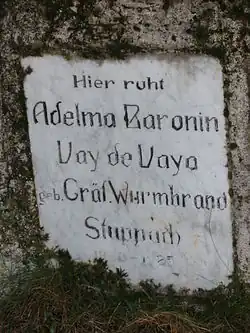 Hier ruht
Adelma Baronin
Vay de Vaya
geb. Gräf. Wurmbrand
Stuppach